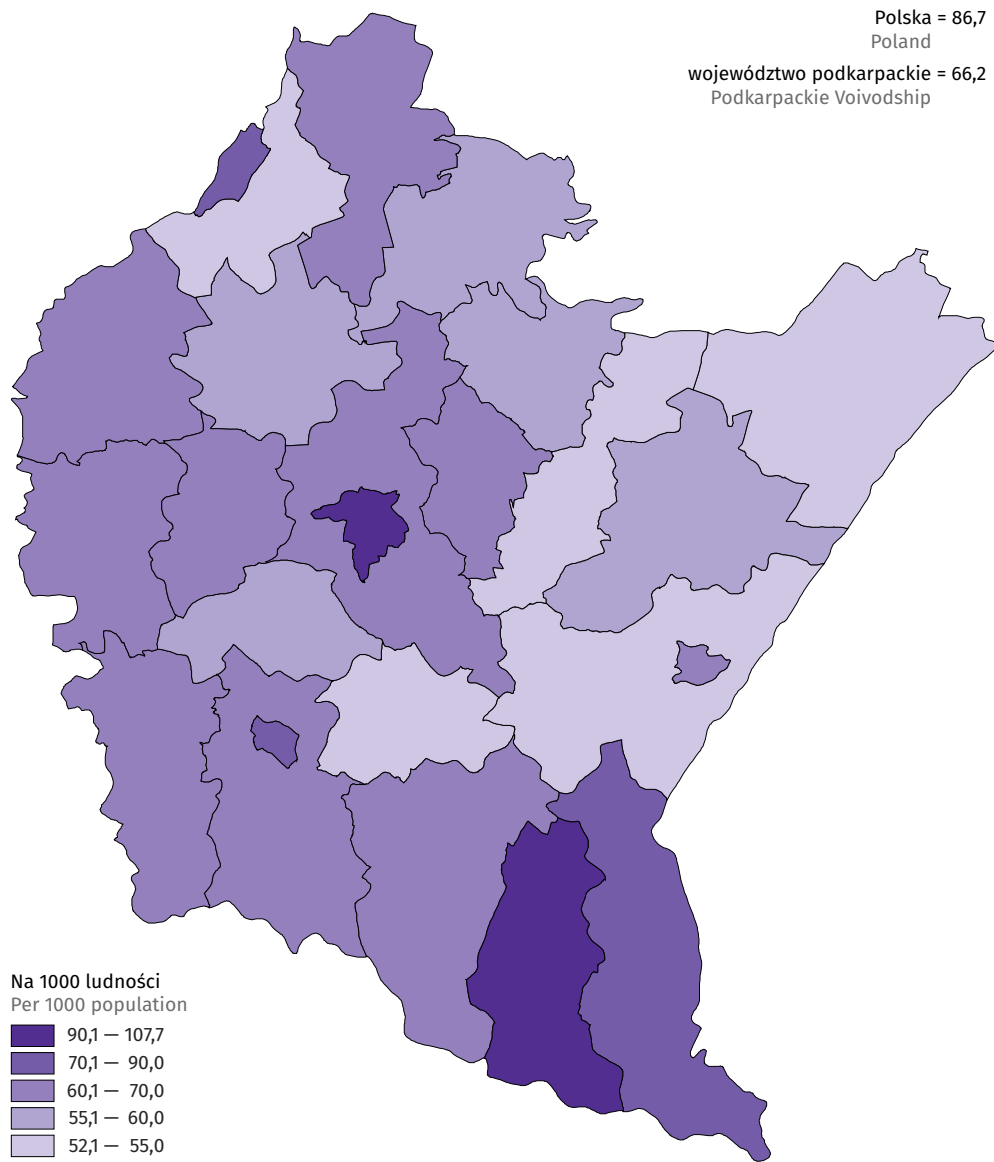 Polska = 86,7
Poland
województwo podkarpackie = 66,2
Podkarpackie Voivodship
Na 1000 ludności
Per 1000 population
90,1 — 107,7
70,1 — 90,0
60,1 — 70,0
55,1 — 60,0
52,1 — 55,0